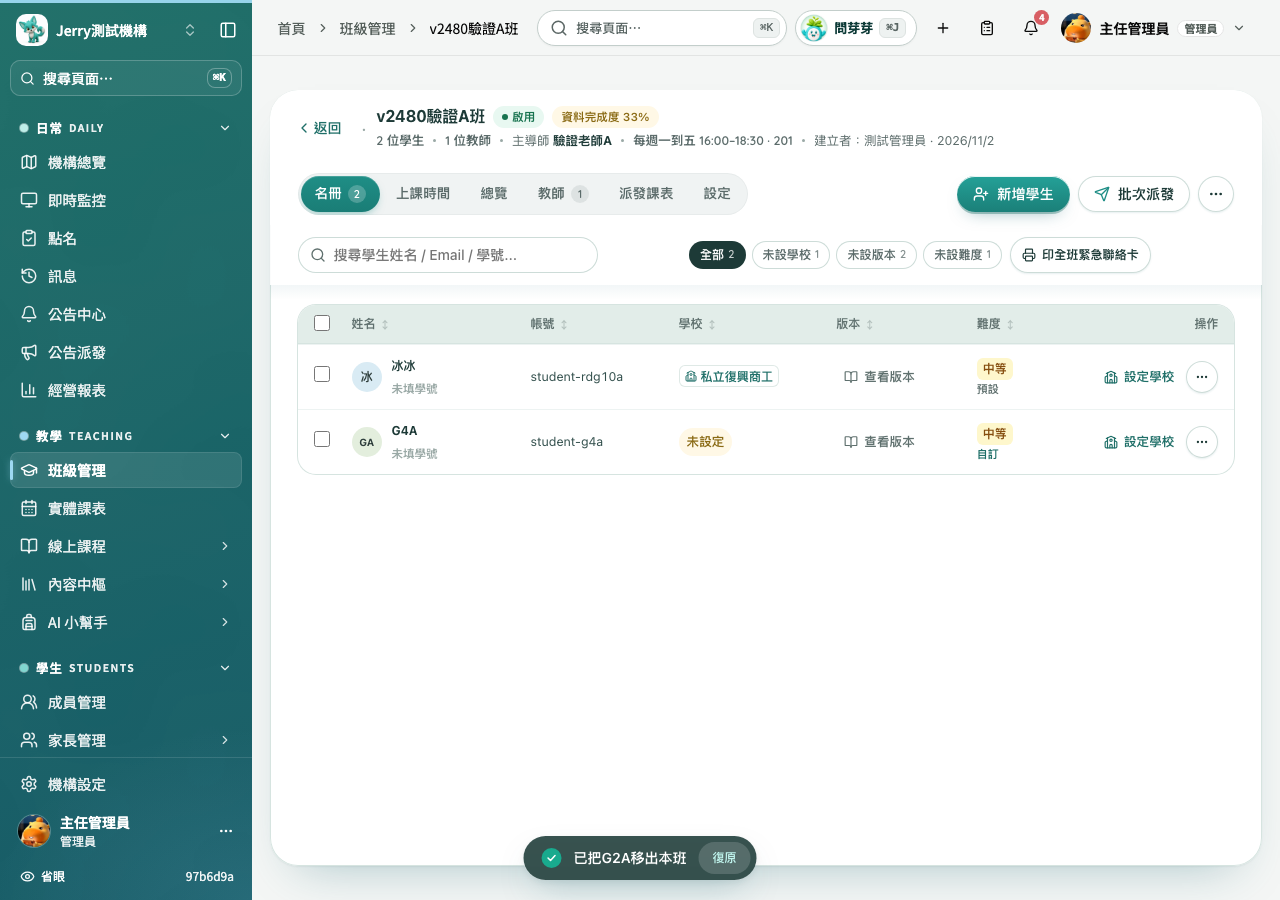 Jerry測試機構
搜尋頁面… ⌘K
日常 DAILY
機構總覽
即時監控
點名
訊息
公告中心
公告派發
經營報表
教學 TEACHING
班級管理
實體課表
線上課程
內容中樞
AI 小幫手
學生 STUDENTS
成員管理
家長管理
機構設定
主任管理員
管理員
省眼 97b6d9a
首頁 班級管理 v2480驗證A班 搜尋頁面… ⌘K 問芽芽 ⌘J 4 主任管理員 管理員
返回 · v2480驗證A班 啟用 資料完成度 33%
2 位學生 • 1 位教師 • 主導師 驗證老師A • 每週一到五 16:00–18:30 · 201 • 建立者：測試管理員 · 2026/11/2
名冊 2 上課時間 總覽 教師 1 派發課表 設定 新增學生 批次派發
搜尋學生姓名 / Email / 學號... 全部 2 未設學校 1 未設版本 2 未設難度 1 印全班緊急聯絡卡
姓名 帳號 學校 版本 難度 操作
冰 冰冰 student-rdg10a 私立復興商工 查看版本 中等 設定學校
未填學號 預設
GA G4A student-g4a 未設定 查看版本 中等 設定學校
未填學號 自訂
已把G2A移出本班 復原